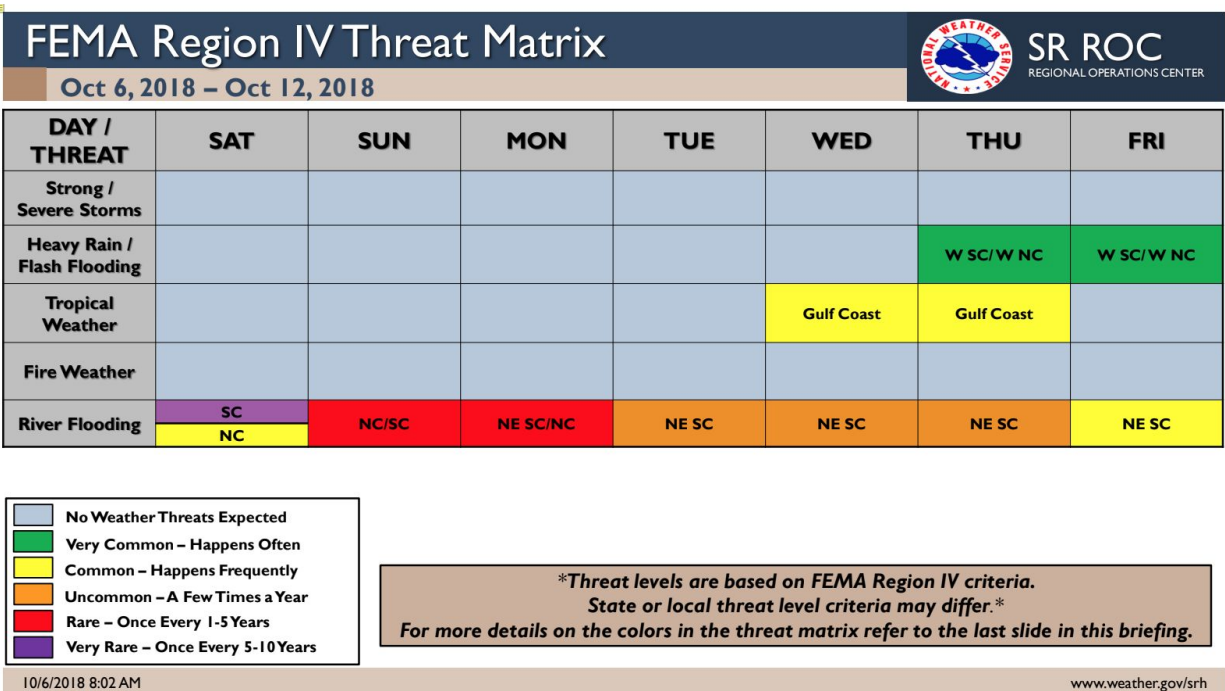 FEMA Region IV Threat Matrix
NATIONAL WEATHER SERVICE
SR ROC
REGIONAL OPERATIONS CENTER
Oct 6, 2018 – Oct 12, 2018
DAY / THREAT SAT SUN MON TUE WED THU FRI
Strong / Severe Storms
Heavy Rain / Flash Flooding W SC/W NC W SC/W NC
Tropical Weather Gulf Coast Gulf Coast
Fire Weather
River Flooding SC NC NC/SC NE SC/NC NE SC NE SC NE SC NE SC
No Weather Threats Expected
Very Common – Happens Often
Common – Happens Frequently
Uncommon – A Few Times a Year
Rare – Once Every 1-5 Years
Very Rare – Once Every 5-10 Years
*Threat levels are based on FEMA Region IV criteria.
State or local threat level criteria may differ.*
For more details on the colors in the threat matrix refer to the last slide in this briefing.
10/6/2018 8:02 AM
www.weather.gov/srh